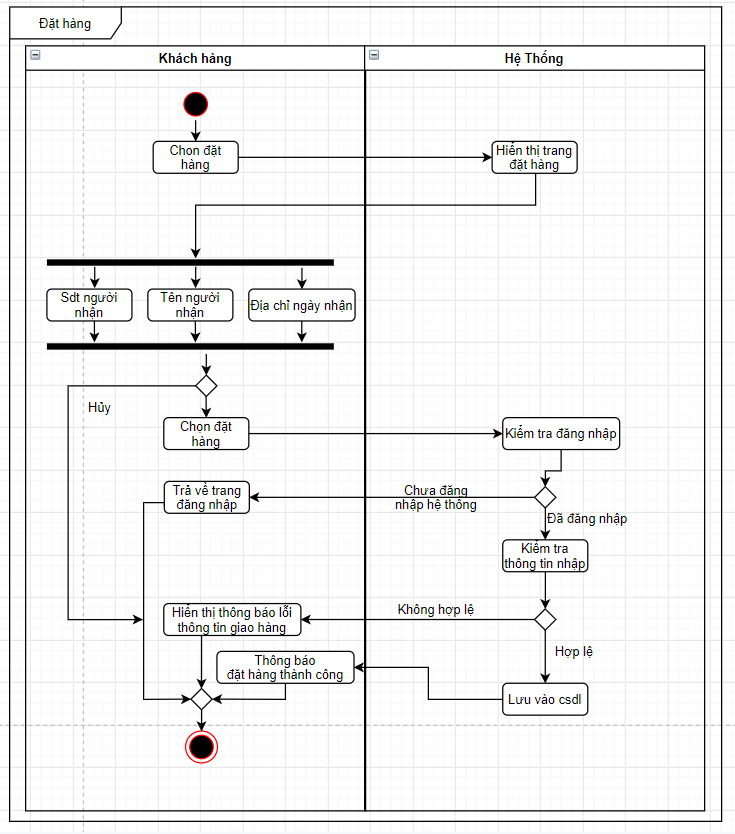 Đặt hàng
Khách hàng
Hệ Thống
Chon đặt
hàng
Hiển thị trang
đặt hàng
Sdt người
nhận
Tên người
nhận
Địa chỉ ngày nhận
Hủy
Chọn đặt
hàng
Kiểm tra đăng nhập
Trả về trang
đăng nhập
Chưa đăng
nhập hệ thống
Đã đăng nhập
Kiểm tra
thông tin nhập
Hiển thị thông báo lỗi
thông tin giao hàng
Không hợp lệ
Hợp lệ
Thông báo
đặt hàng thành công
Lưu vào csdl